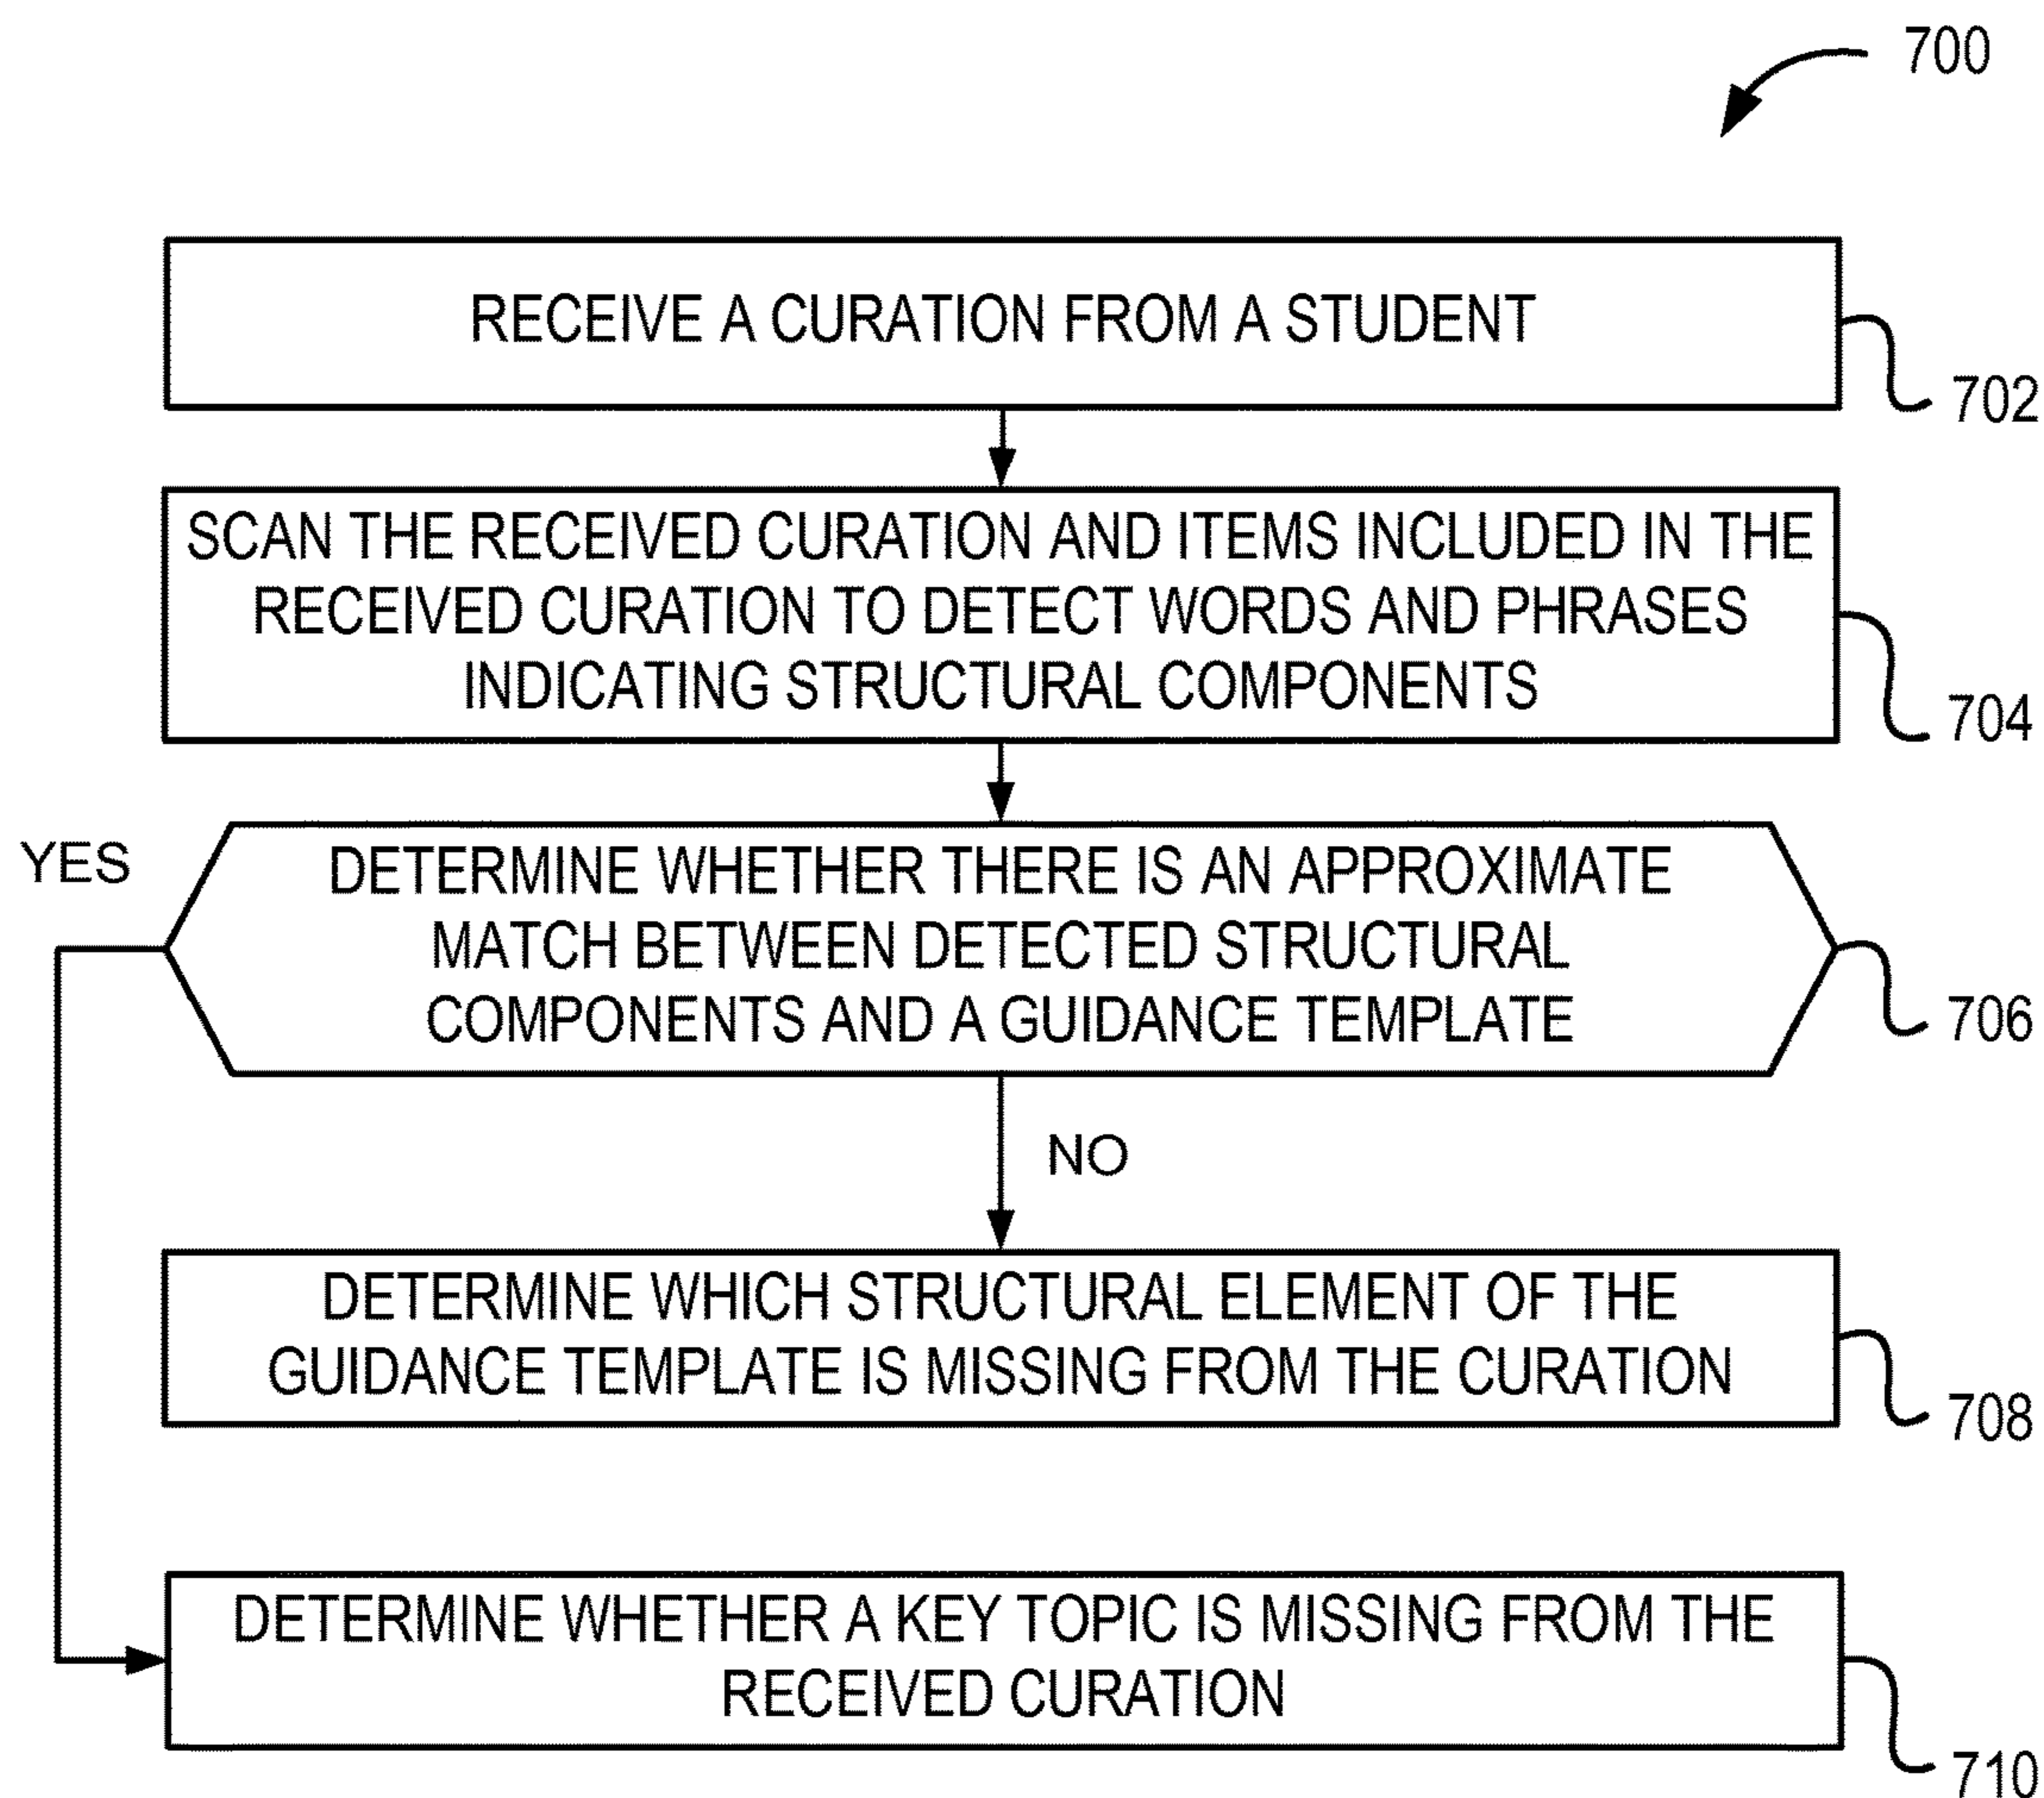 700
RECEIVE A CURATION FROM A STUDENT
702
SCAN THE RECEIVED CURATION AND ITEMS INCLUDED IN THE
RECEIVED CURATION TO DETECT WORDS AND PHRASES
INDICATING STRUCTURAL COMPONENTS
704
YES
DETERMINE WHETHER THERE IS AN APPROXIMATE
MATCH BETWEEN DETECTED STRUCTURAL
COMPONENTS AND A GUIDANCE TEMPLATE
706
NO
DETERMINE WHICH STRUCTURAL ELEMENT OF THE
GUIDANCE TEMPLATE IS MISSING FROM THE CURATION
708
DETERMINE WHETHER A KEY TOPIC IS MISSING FROM THE
RECEIVED CURATION
710